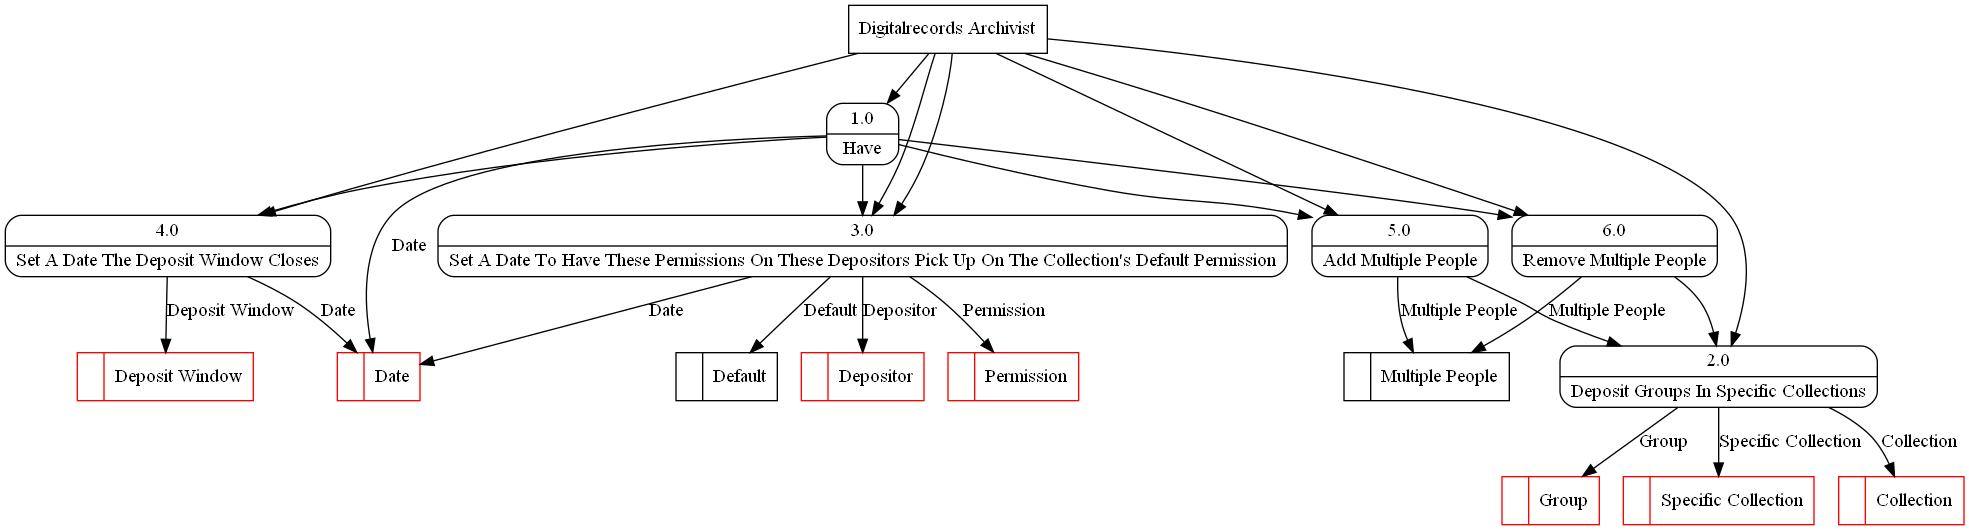 Digitalrecords Archivist
1.0
Have
4.0
Set A Date The Deposit Window Closes
Date
3.0
Set A Date To Have These Permissions On These Depositors Pick Up On The Collection's Default Permission
5.0
Add Multiple People
6.0
Remove Multiple People
Deposit Window
Date
Date
Default
Depositor
Permission
Multiple People
Multiple People
Deposit Window
Date
Default
Depositor
Permission
Multiple People
2.0
Deposit Groups In Specific Collections
Group
Specific Collection
Collection
Group
Specific Collection
Collection